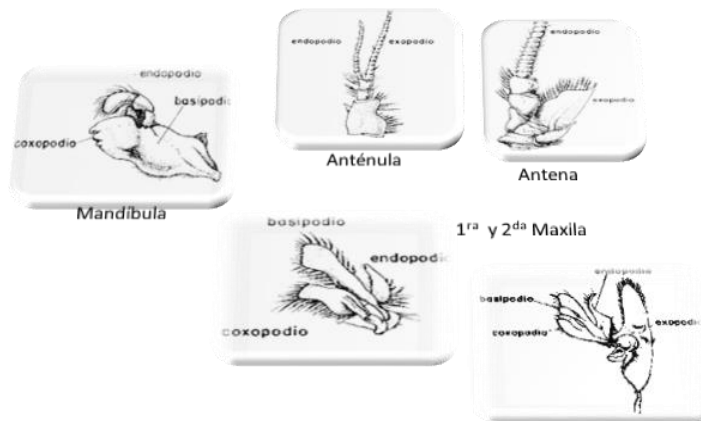 endopodio
basipodio
coxopodio
Mandíbula
endopodio
exopodio
Anténula
endopodio
exopodio
Antena
basipodio
endopodio
coxopodio
1ra y 2da Maxila
endopodio
basipodio
coxopodio
exopodio